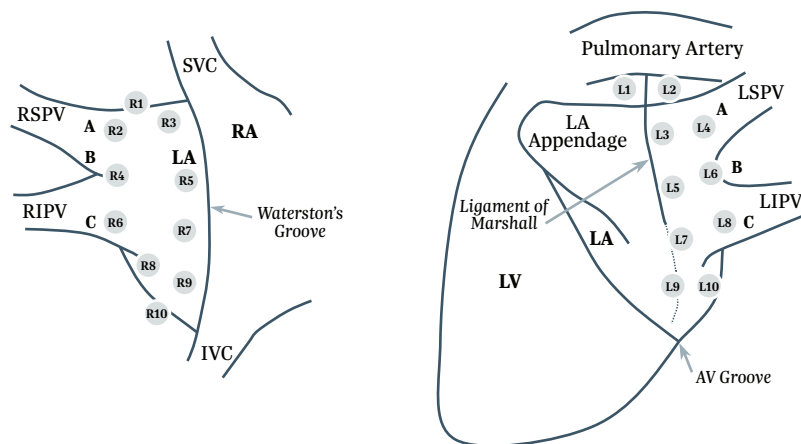 SVC
RSPV
R1
A
R2
R3
RA
B
LA
R4
R5
RIPV
Waterston's
Groove
C
R6
R7
R8
R9
R10
IVC
Pulmonary Artery
L1
L2
LSPV
LA
Appendage
A
L3
L4
B
L6
Ligament of
Marshall
L5
LIPV
C
L8
LA
L7
LV
L9
L10
AV Groove